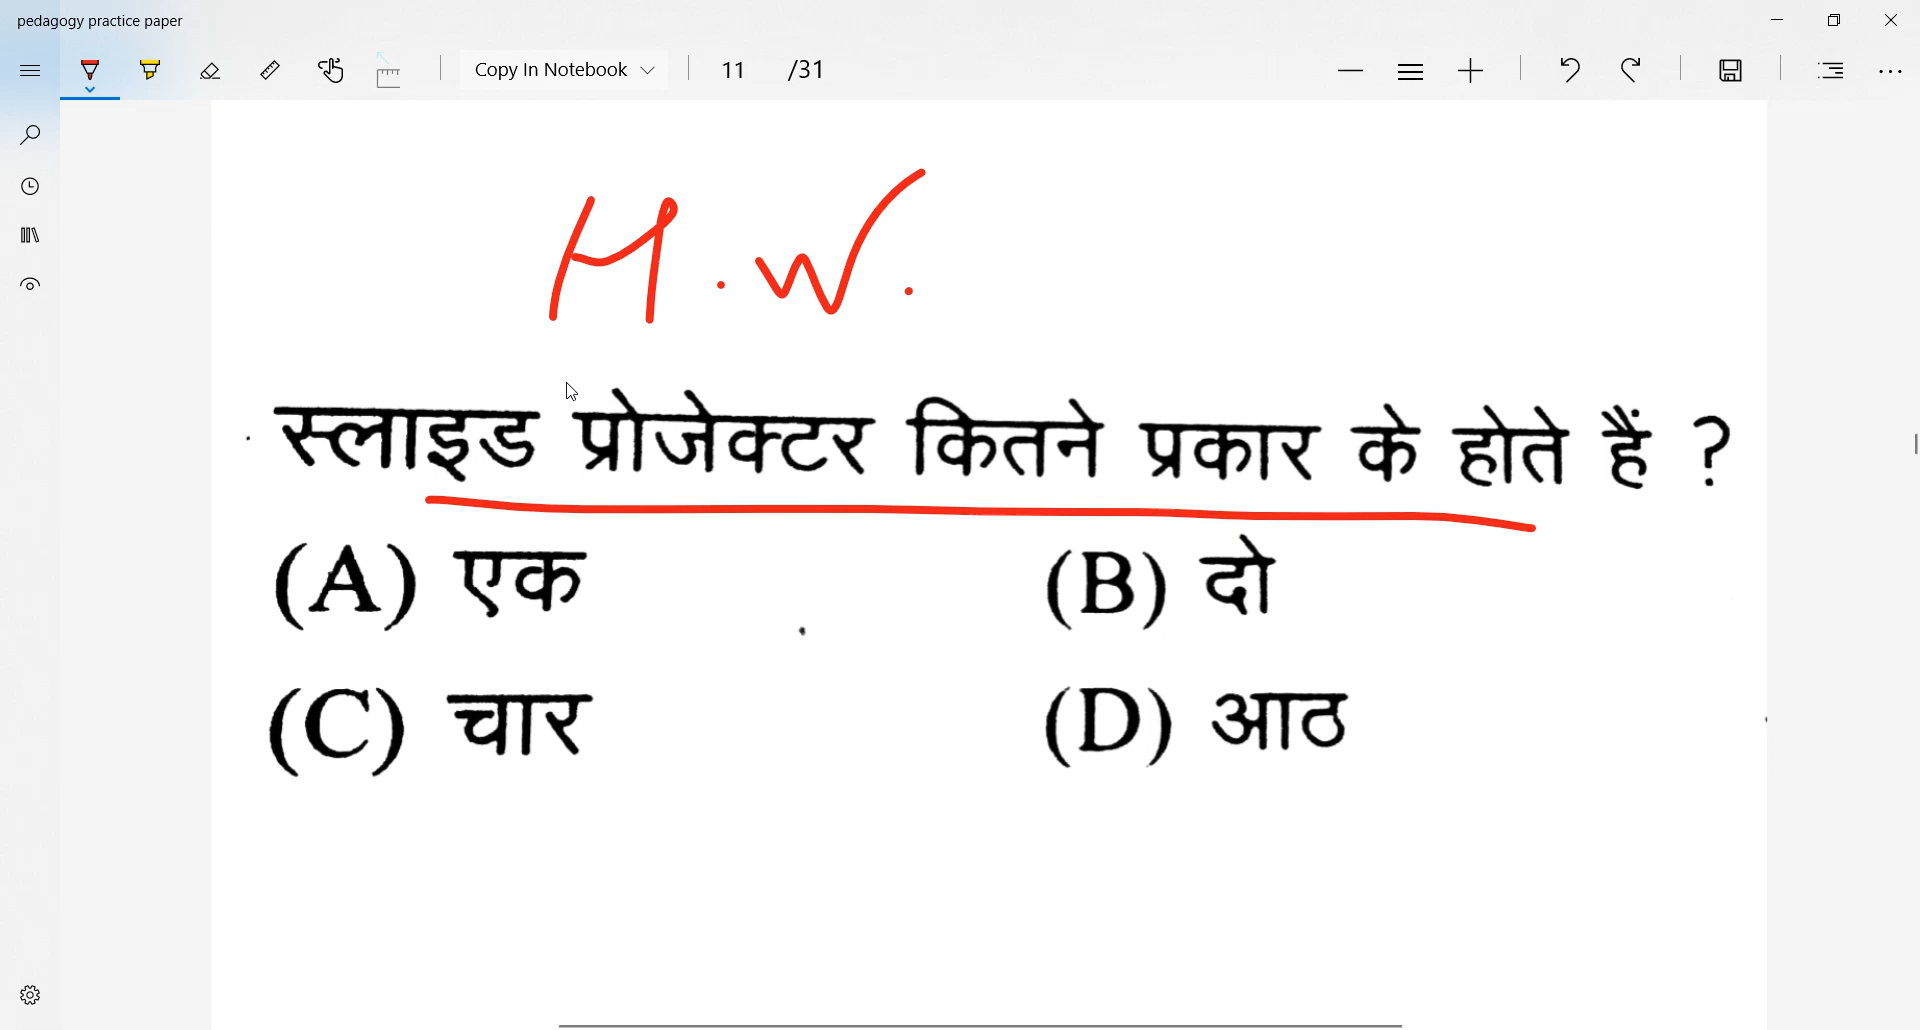 pedagogy practice paper
Copy In Notebook 11 /31
H.W.
स्लाइड प्रोजेक्टर कितने प्रकार के होते हैं ?
(A) एक (B) दो
(C) चार (D) आठ